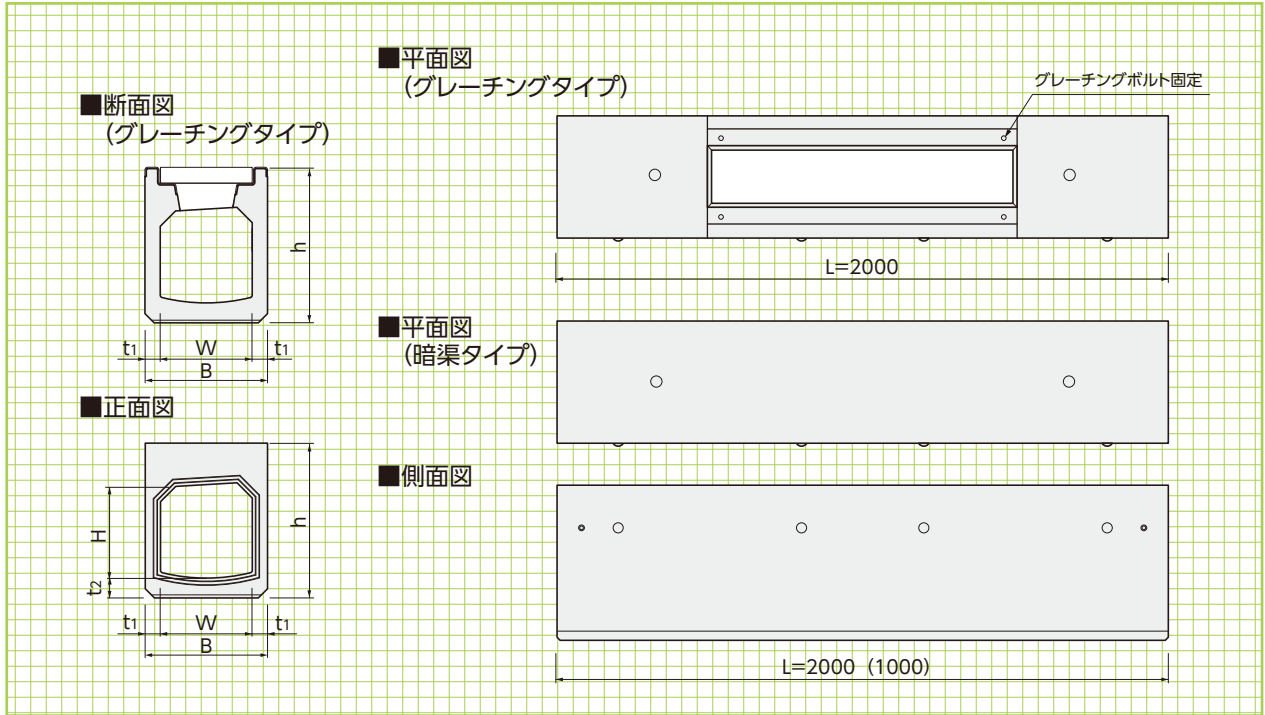 ■断面図
(グレーチングタイプ)
h
t1
W
t1
B
■正面図
H
t2
h
t1
W
t1
B
■平面図
(グレーチングタイプ)
グレーチングボルト固定
L=2000
■平面図
(暗渠タイプ)
■側面図
L=2000 (1000)